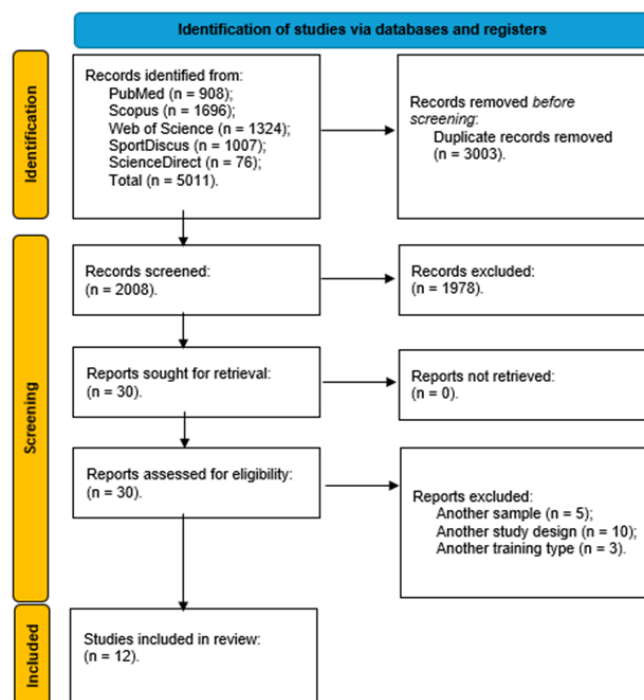 Identification of studies via databases and registers
Identification
Records identified from:
PubMed (n = 908);
Scopus (n = 1696);
Web of Science (n = 1324);
SportDiscus (n = 1007);
ScienceDirect (n = 76);
Total (n = 5011).
Records removed before
screening:
Duplicate records removed
(n = 3003).
Screening
Records screened:
(n = 2008).
Records excluded:
(n = 1978).
Reports sought for retrieval:
(n = 30).
Reports not retrieved:
(n = 0).
Reports assessed for eligibility:
(n = 30).
Reports excluded:
Another sample (n = 5);
Another study design (n = 10);
Another training type (n = 3).
Included
Studies included in review:
(n = 12).